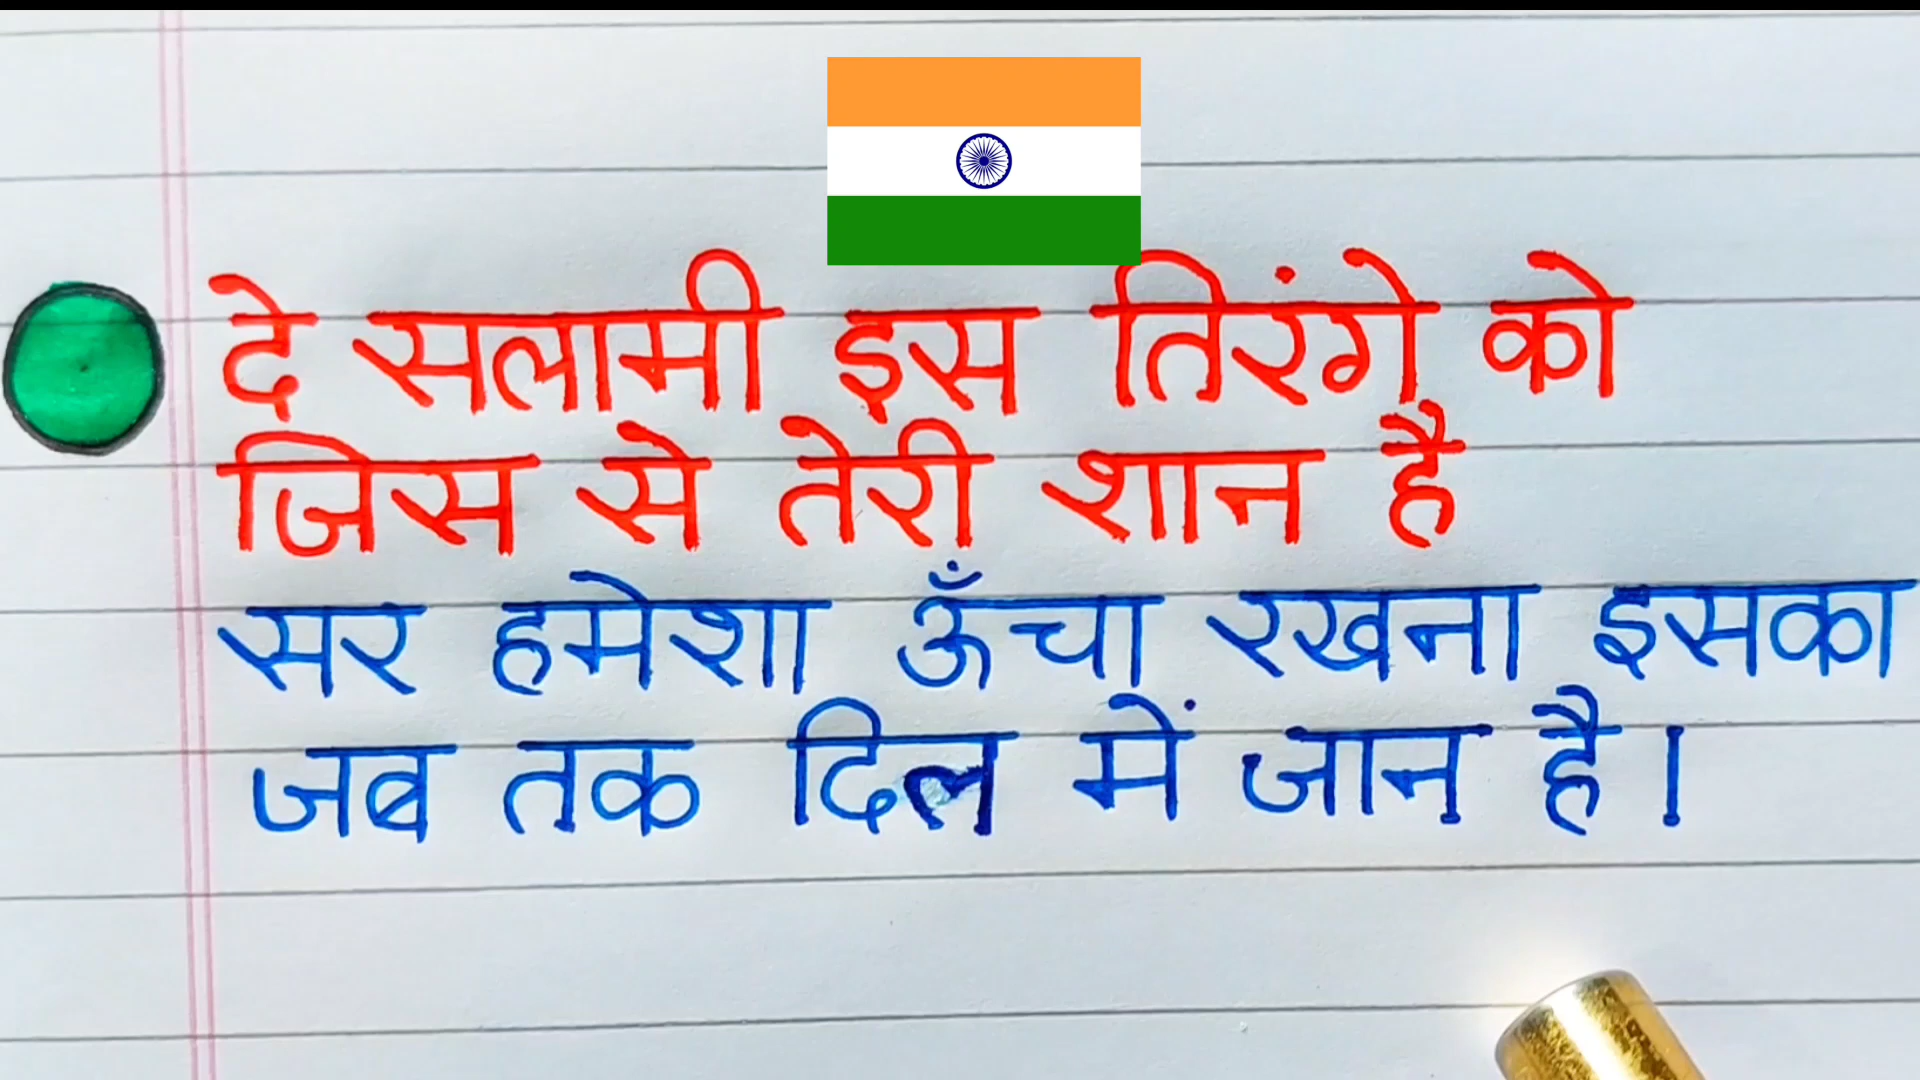 दे सलामी इस तिरंगे को
जिस से तेरी शान है
सर हमेशा ऊँचा रखना इसका
जब तक दिल में जान है।